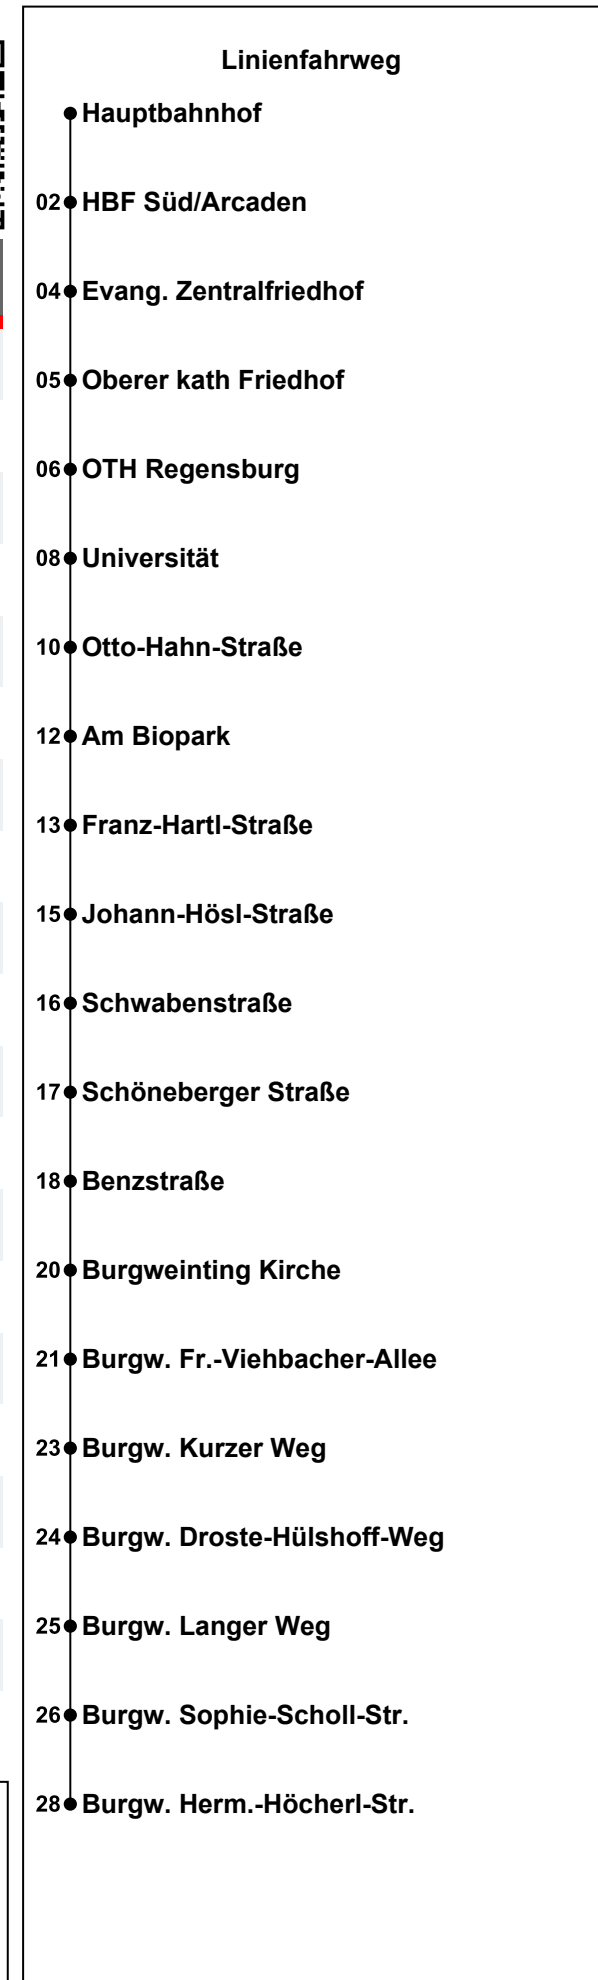 Linienfahrweg
Hauptbahnhof
02 HBF Süd/Arcaden
04 Evang. Zentralfriedhof
05 Oberer kath Friedhof
06 OTH Regensburg
08 Universität
10 Otto-Hahn-Straße
12 Am Biopark
13 Franz-Hartl-Straße
15 Johann-Hösl-Straße
16 Schwabenstraße
17 Schöneberger Straße
18 Benzstraße
20 Burgweinting Kirche
21 Burgw. Fr.-Viehbacher-Allee
23 Burgw. Kurzer Weg
24 Burgw. Droste-Hülshoff-Weg
25 Burgw. Langer Weg
26 Burgw. Sophie-Scholl-Str.
28 Burgw. Herm.-Höcherl-Str.